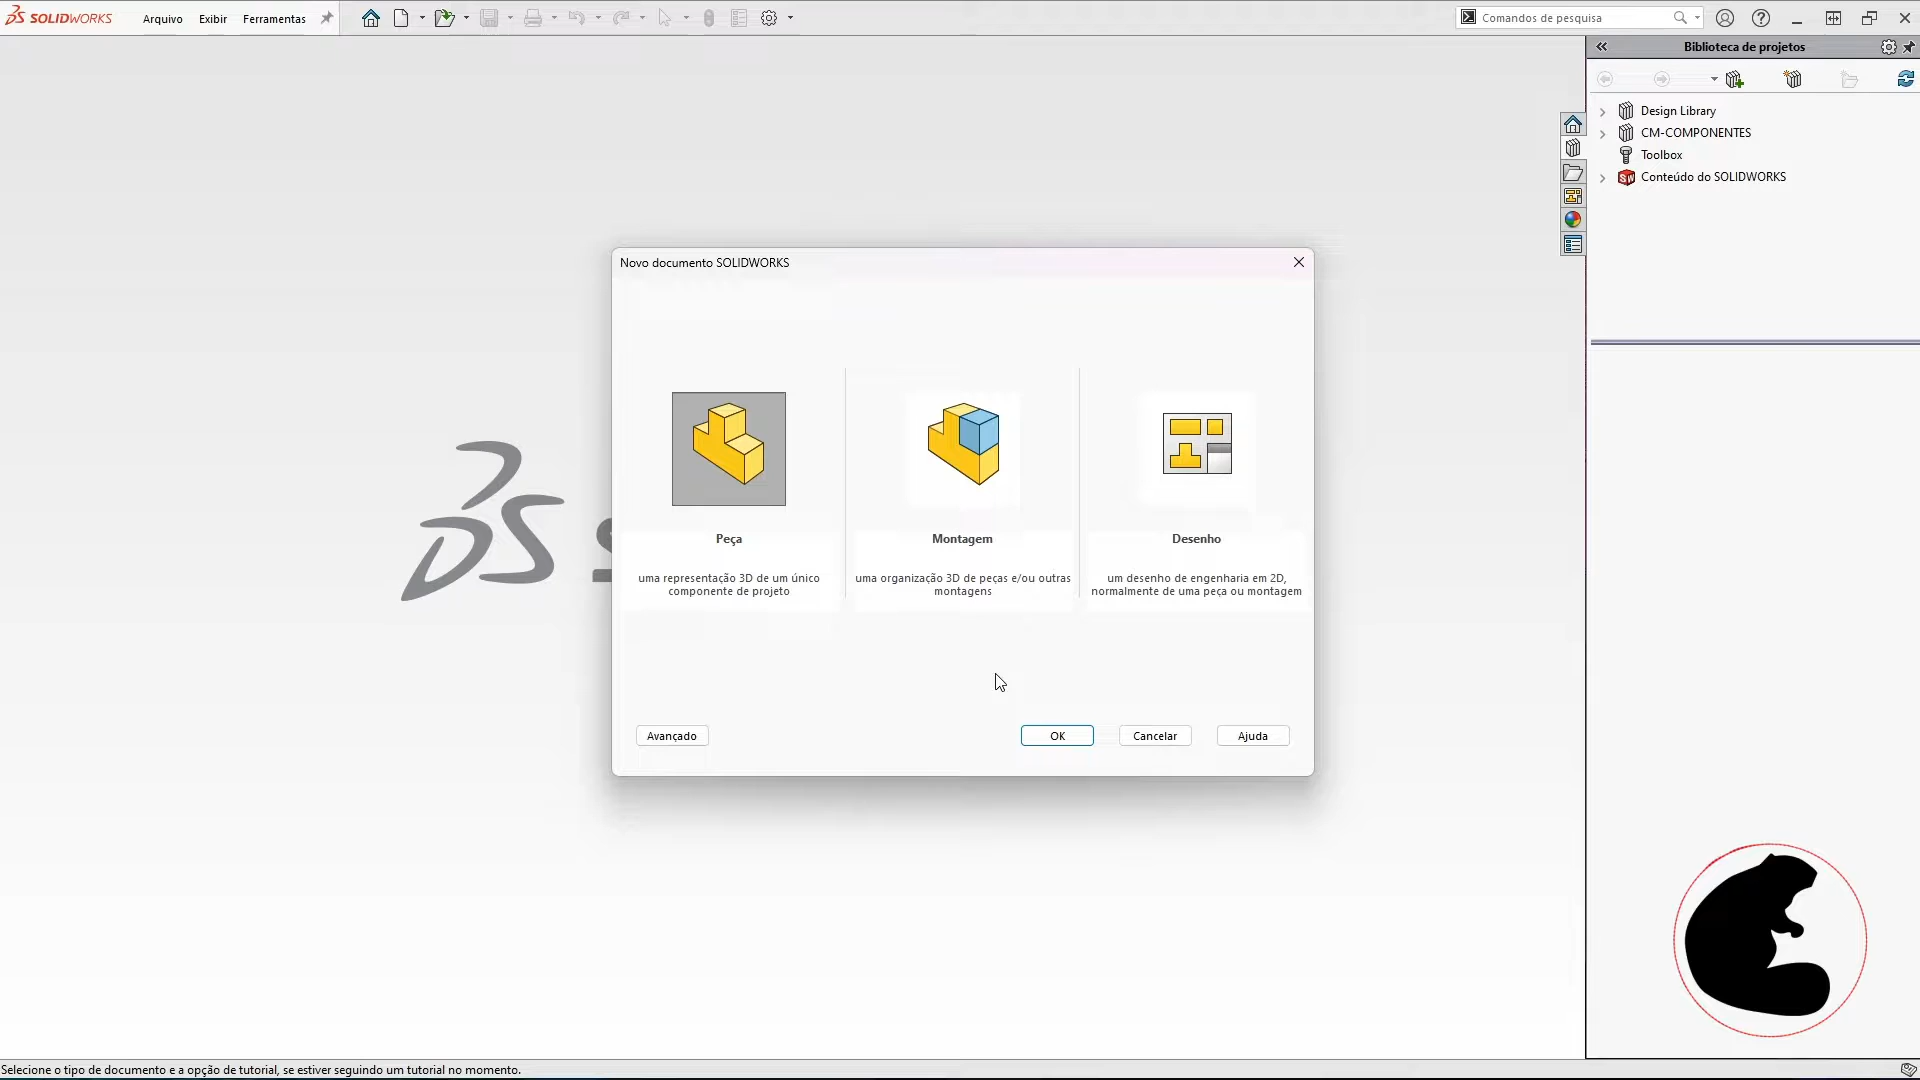 SOLIDWORKS
Arquivo
Exibir
Ferramentas
Comandos de pesquisa
Biblioteca de projetos
Design Library
CM-COMPONENTES
Toolbox
Conteúdo do SOLIDWORKS
Novo documento SOLIDWORKS
Peça
uma representação 3D de um único
componente de projeto
Montagem
uma organização 3D de peças e/ou outras
montagens
Desenho
um desenho de engenharia em 2D,
normalmente de uma peça ou montagem
Avançado
OK
Cancelar
Ajuda
Selecione o tipo de documento e a opção de tutorial, se estiver seguindo um tutorial no momento.